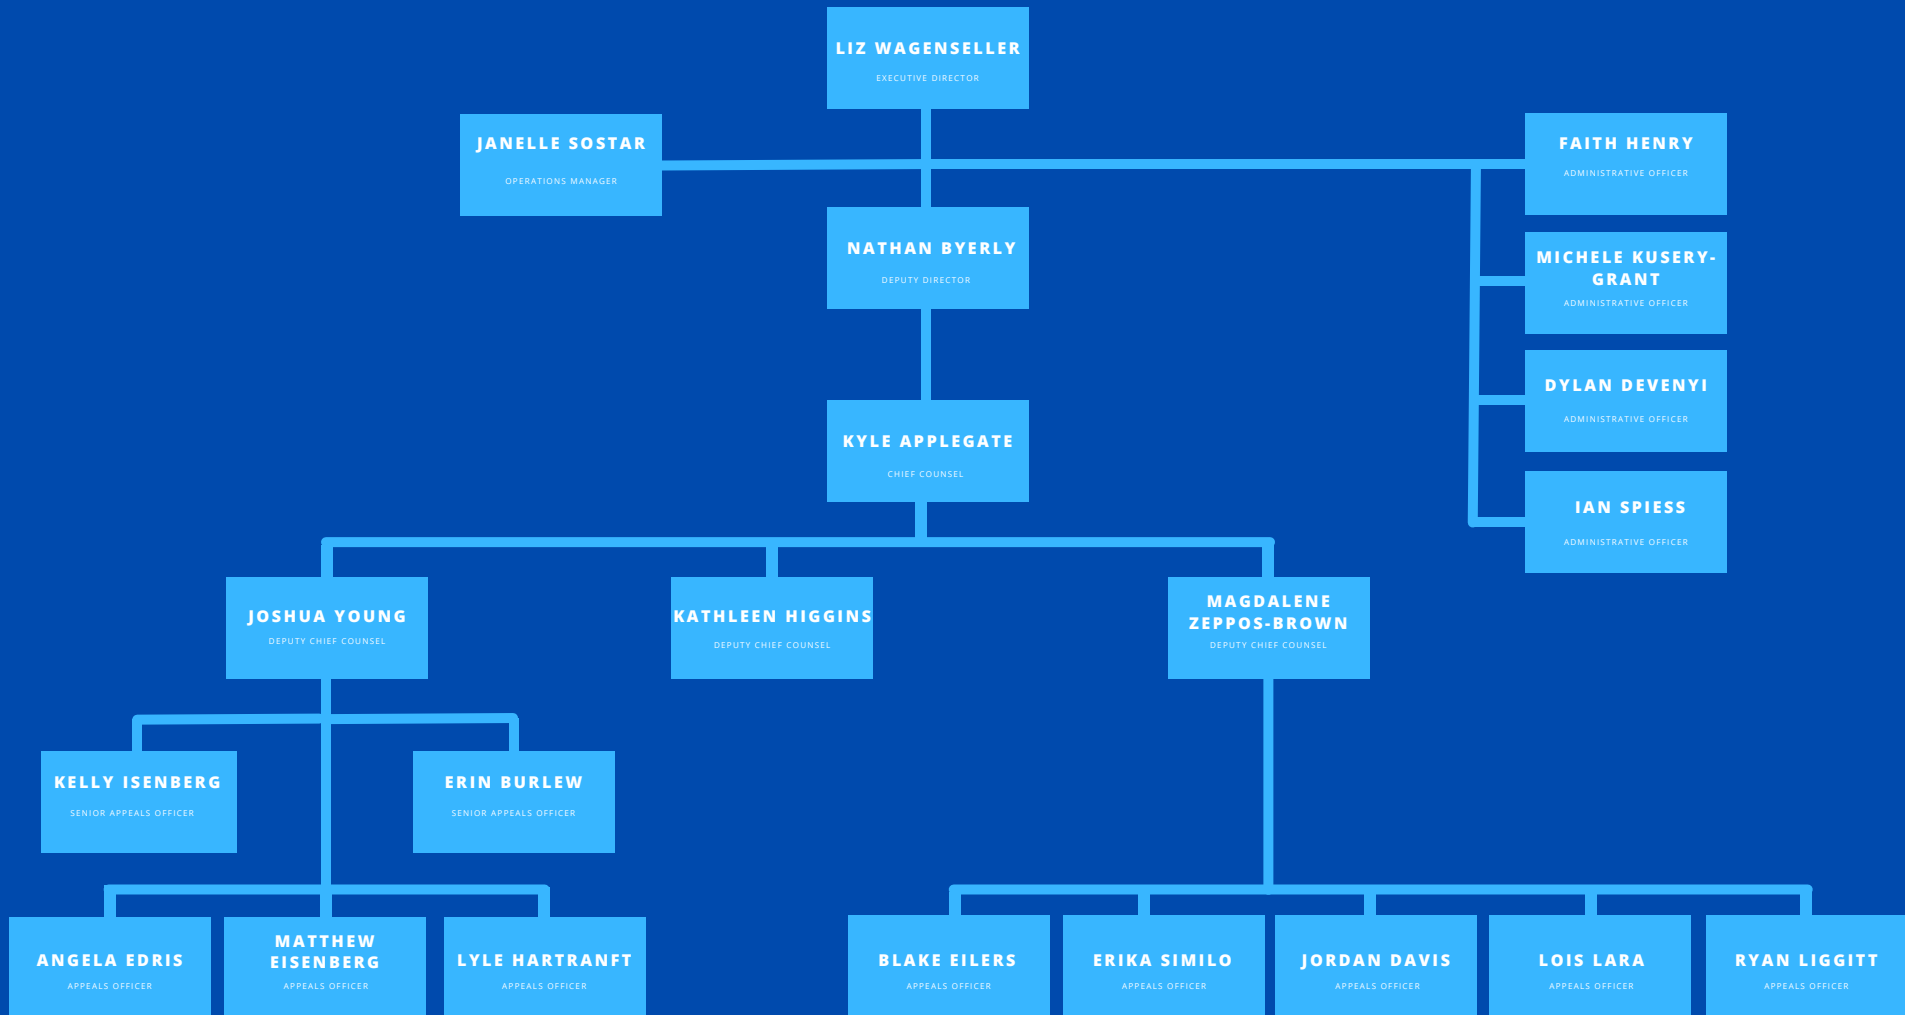 LIZ WAGENSELLER
EXECUTIVE DIRECTOR
JANELLE SOSTAR
OPERATIONS MANAGER
FAITH HENRY
ADMINISTRATIVE OFFICER
NATHAN BYERLY
DEPUTY DIRECTOR
MICHELE KUSERY-
GRANT
ADMINISTRATIVE OFFICER
DYLAN DEVENYI
ADMINISTRATIVE OFFICER
KYLE APPLEGATE
CHIEF COUNSEL
IAN SPIESS
ADMINISTRATIVE OFFICER
JOSHUA YOUNG
DEPUTY CHIEF COUNSEL
KATHLEEN HIGGINS
DEPUTY CHIEF COUNSEL
MAGDALENE
ZEPPOS-BROWN
DEPUTY CHIEF COUNSEL
KELLY ISENBERG
SENIOR APPEALS OFFICER
ERIN BURLEW
SENIOR APPEALS OFFICER
ANGELA EDRIS
APPEALS OFFICER
MATTHEW
EISENBERG
APPEALS OFFICER
LYLE HARTRANFT
APPEALS OFFICER
BLAKE EILERS
APPEALS OFFICER
ERIKA SIMILO
APPEALS OFFICER
JORDAN DAVIS
APPEALS OFFICER
LOIS LARA
APPEALS OFFICER
RYAN LIGGITT
APPEALS OFFICER